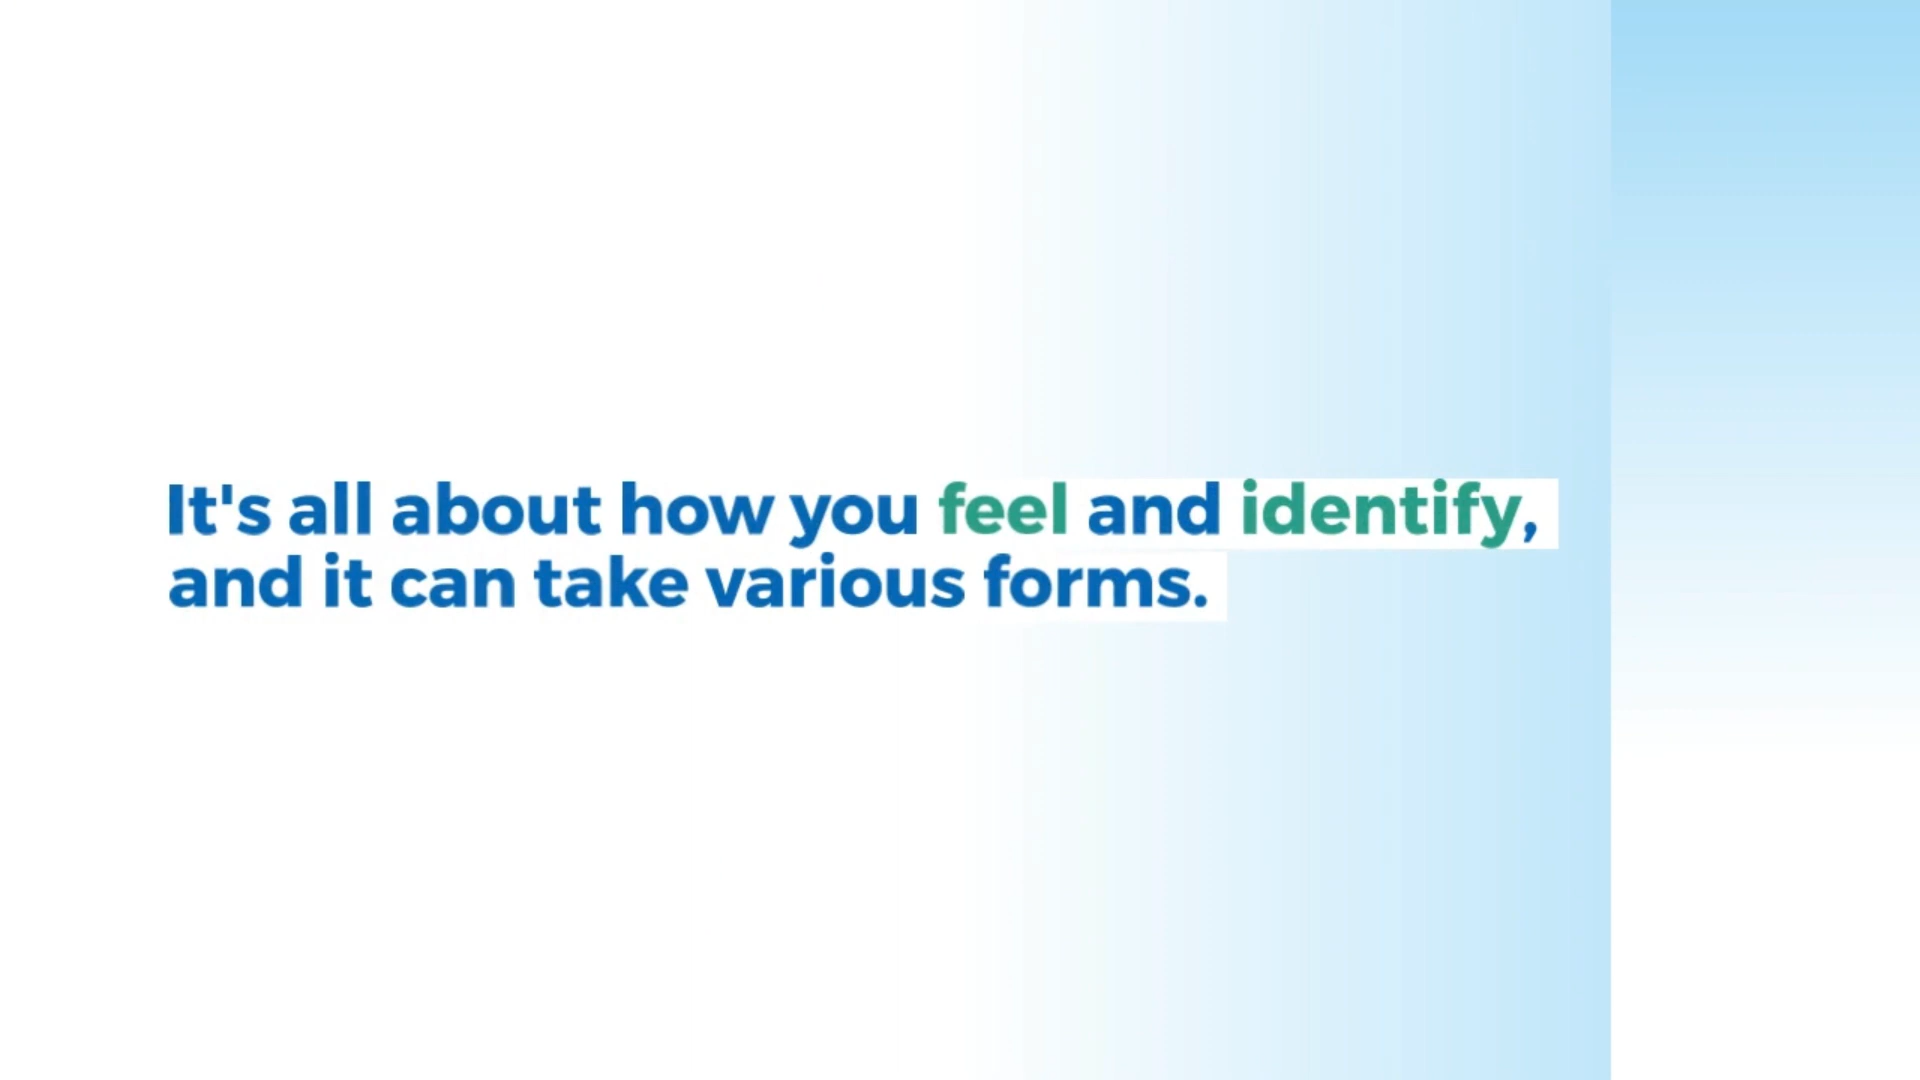 It's all about how you feel and identify,
and it can take various forms.